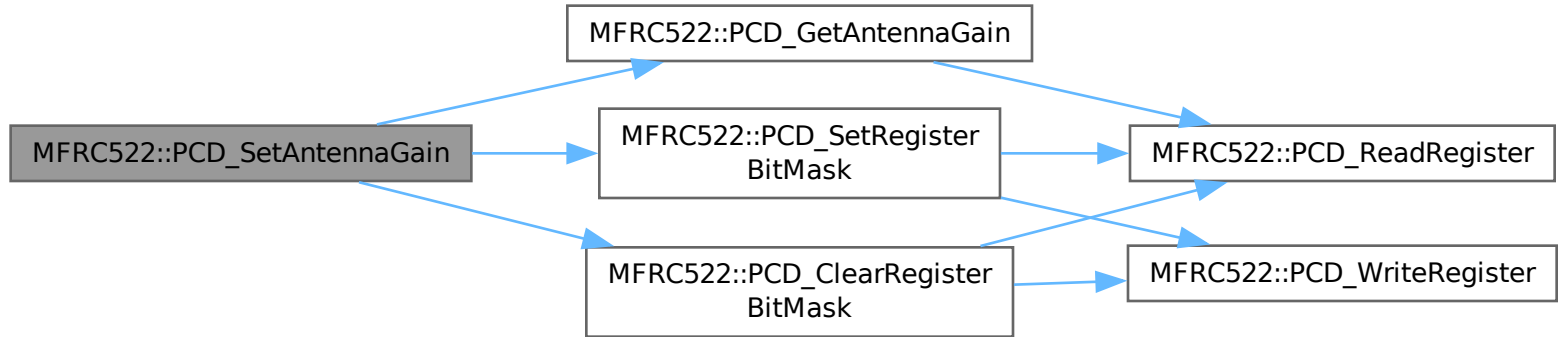 MFRC522::PCD_GetAntennaGain
MFRC522::PCD_SetAntennaGain
MFRC522::PCD_SetRegister
BitMask
MFRC522::PCD_ReadRegister
MFRC522::PCD_ClearRegister
BitMask
MFRC522::PCD_WriteRegister